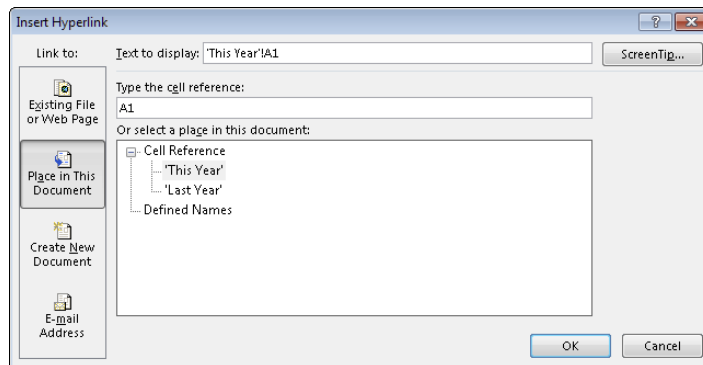 Insert Hyperlink
Link to:
Text to display: 'This Year'!A1
ScreenTip...
Existing File
or Web Page
Place in This
Document
Create New
Document
E-mail
Address
Type the cell reference:
A1
Or select a place in this document:
Cell Reference
'This Year'
'Last Year'
Defined Names
OK
Cancel